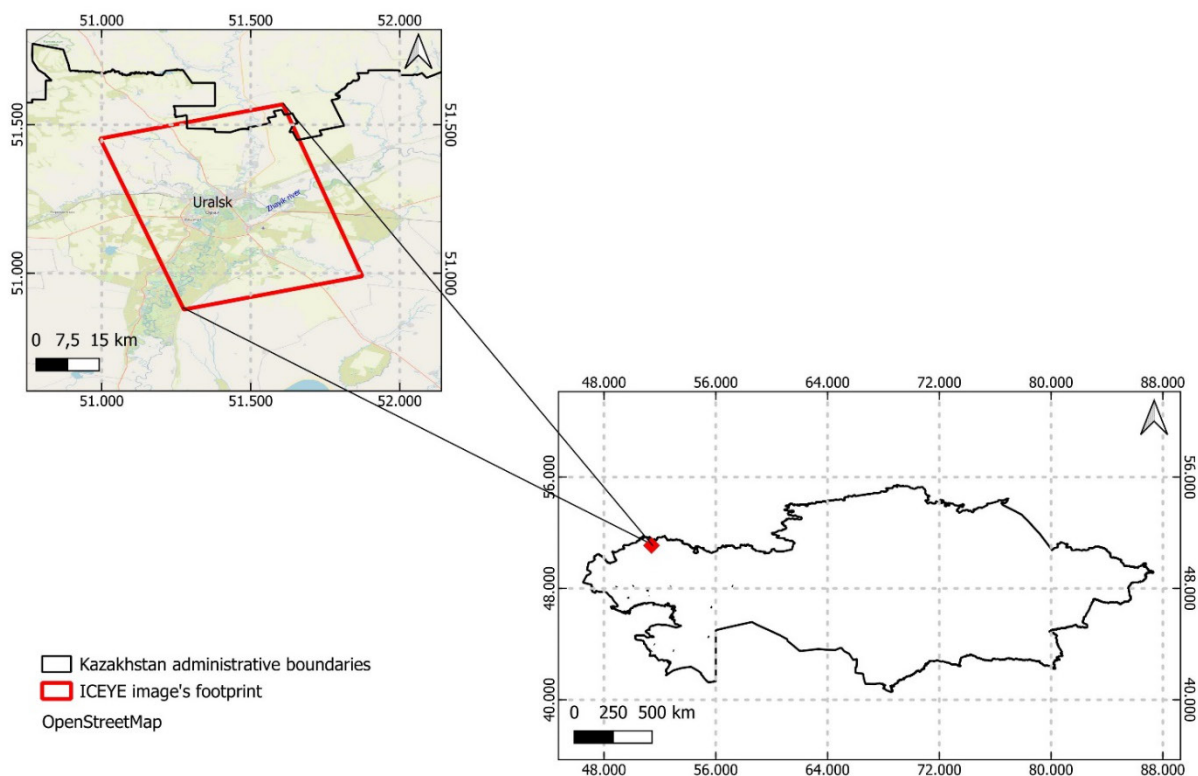 51.000 51.500 52.000
51.500 51.500
Uralsk
Zhayik river
51.000 51.000
0 7,5 15 km
51.000 51.500 52.000
48.000 56.000 64.000 72.000 80.000 88.000
56.000 56.000
48.000 48.000
40.000 40.000
0 250 500 km
48.000 56.000 64.000 72.000 80.000 88.000
Kazakhstan administrative boundaries
ICEYE image's footprint
OpenStreetMap